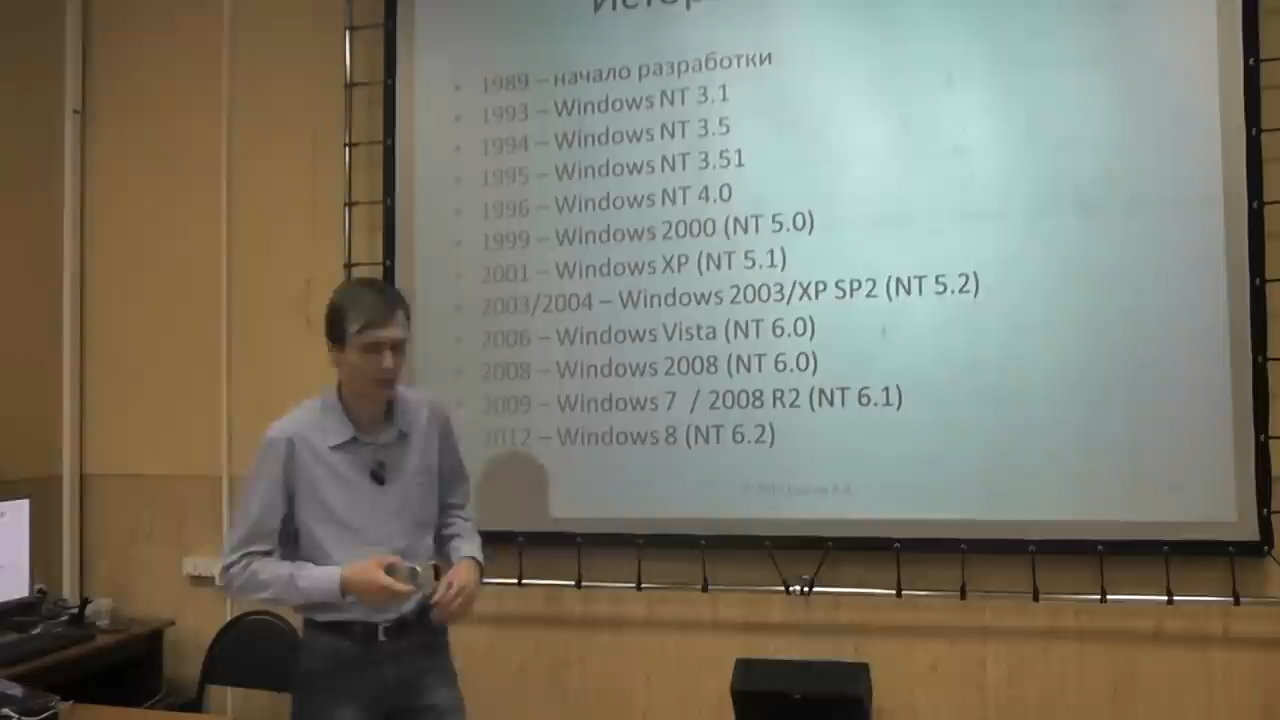 • 1989 – начало разработки
• 1993 – Windows NT 3.1
• 1994 – Windows NT 3.5
• 1995 – Windows NT 3.51
• 1996 – Windows NT 4.0
• 1999 – Windows 2000 (NT 5.0)
• 2001 – Windows XP (NT 5.1)
• 2003/2004 – Windows 2003/XP SP2 (NT 5.2)
• 2006 – Windows Vista (NT 6.0)
• 2008 – Windows 2008 (NT 6.0)
• 2009 – Windows 7 / 2008 R2 (NT 6.1)
2012 – Windows 8 (NT 6.2)